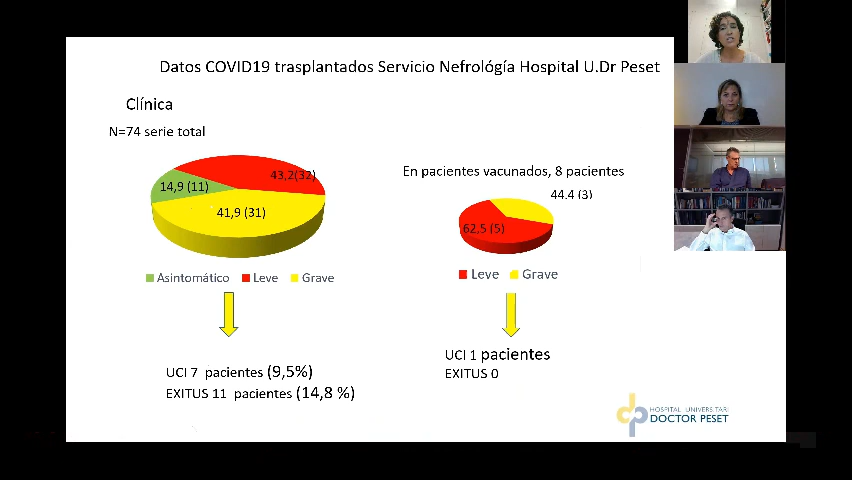 Datos COVID19 trasplantados Servicio Nefrológía Hospital U.Dr Peset
Clínica
N=74 serie total
43,2(32)
14,9 (11)
41,9 (31)
Asintomático Leve Grave
UCI 7 pacientes (9,5%)
EXITUS 11 pacientes (14,8 %)
En pacientes vacunados, 8 pacientes
44.4 (3)
62,5 (5)
Leve Grave
UCI 1 pacientes
EXITUS 0
HOSPITAL UNIVERSITARI
DOCTOR PESET